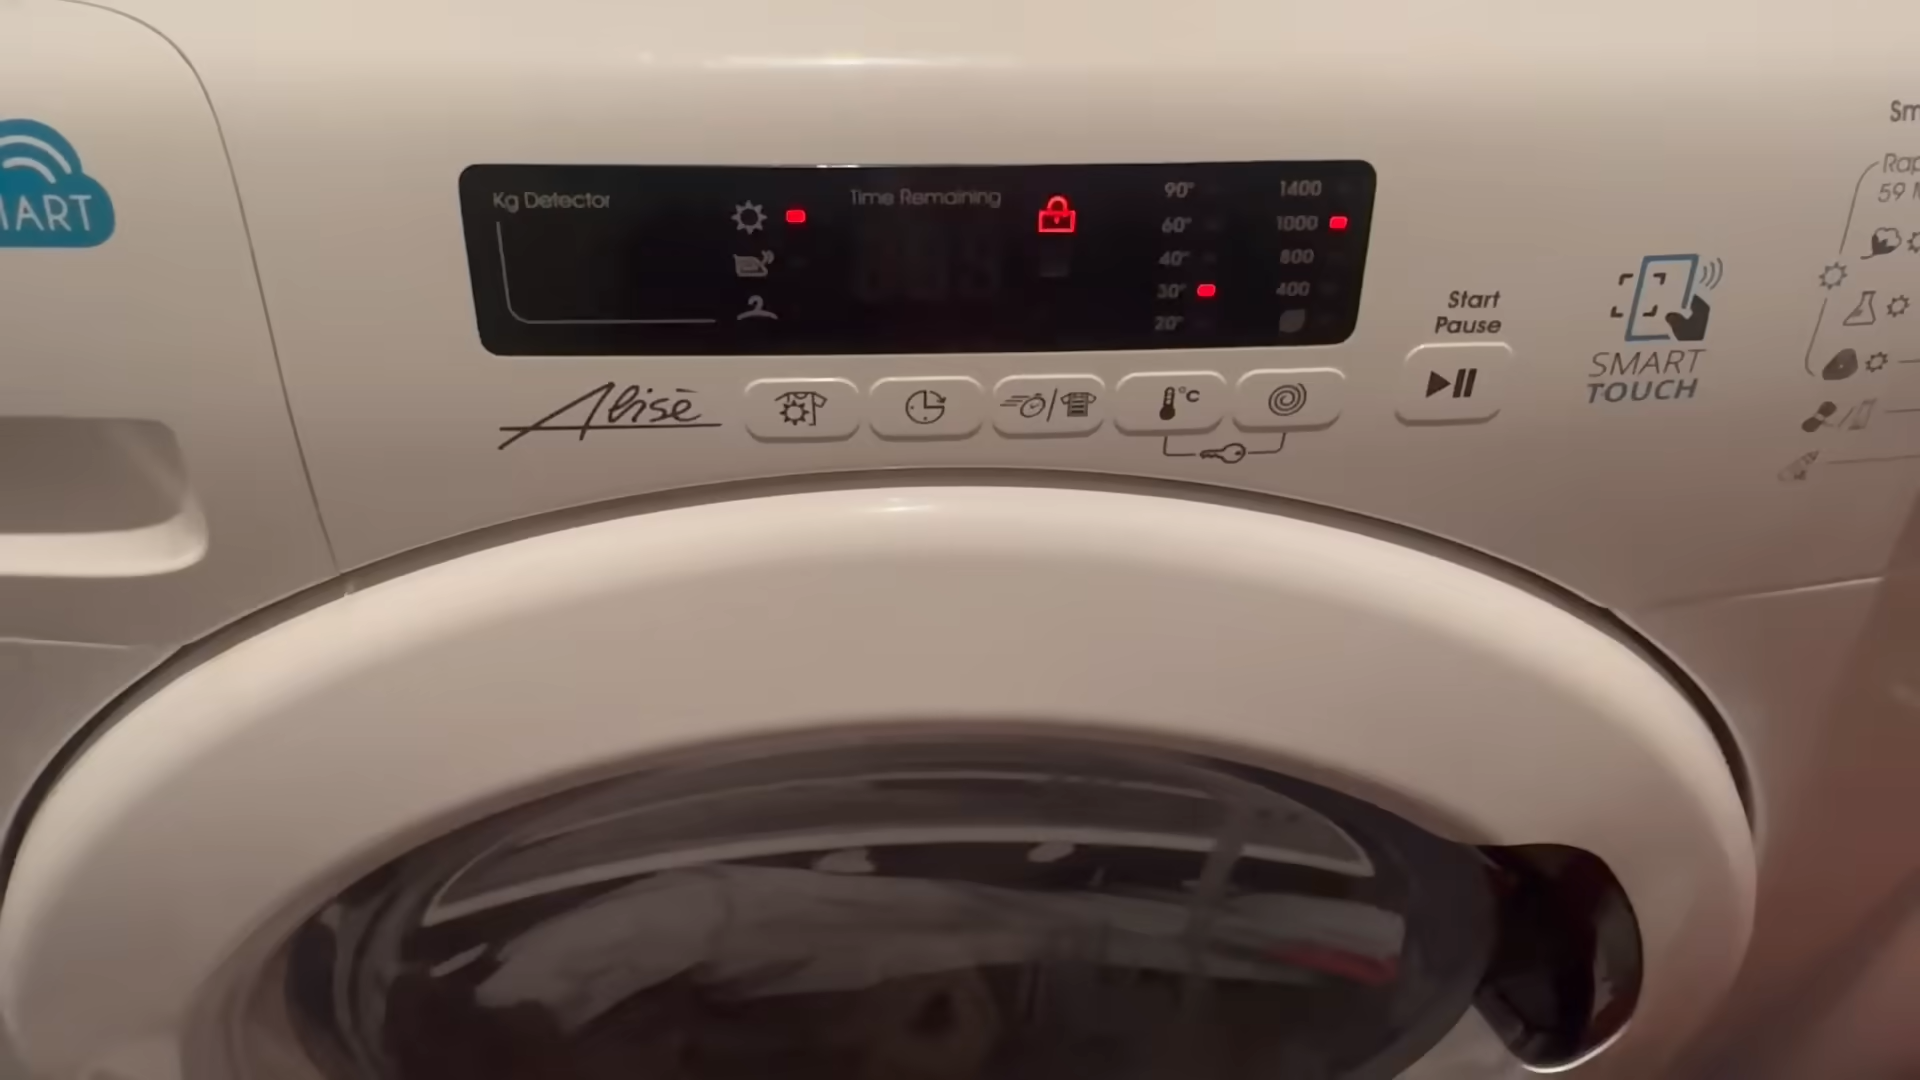 Kg Detector
Time Remaining
90°
60°
40°
30°
20°
1400
1000
800
400
Start
Pause
Alisè
°C
SMART
TOUCH
59